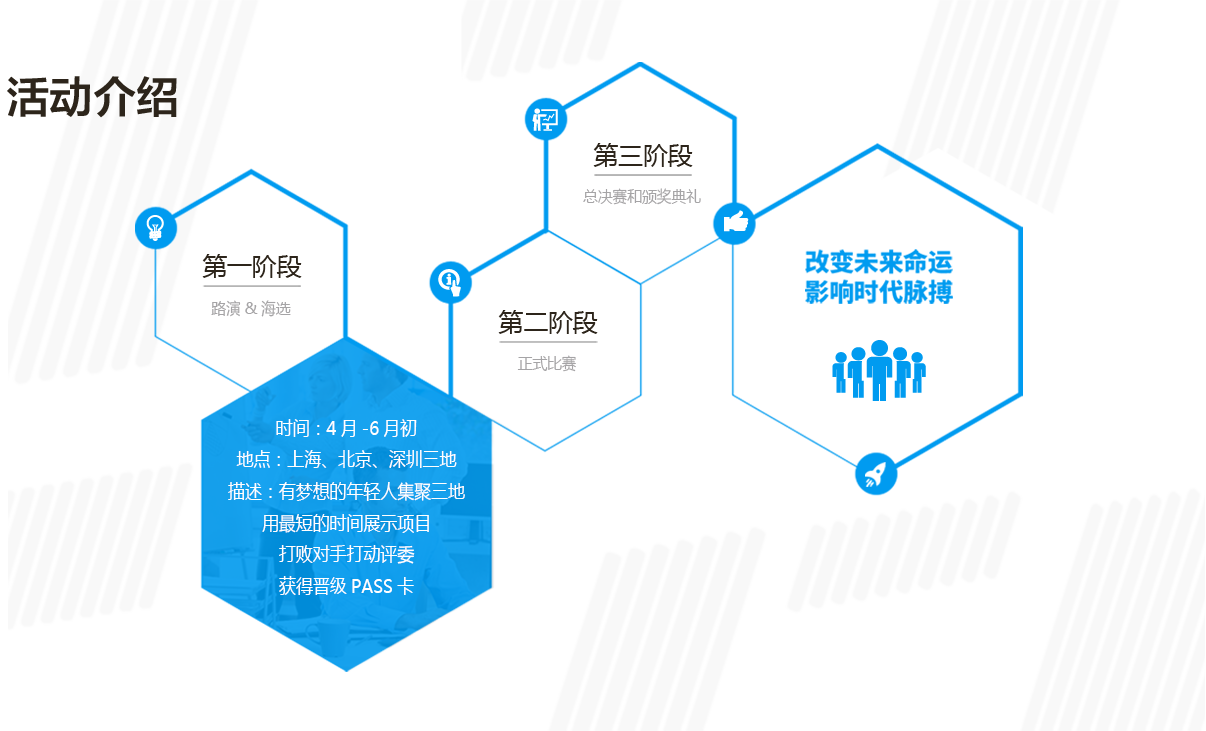 活动介绍
第一阶段
路演 & 海选
时间：4 月 -6 月初
地点：上海、北京、深圳三地
描述：有梦想的年轻人集聚三地
用最短的时间展示项目
打败对手打动评委
获得晋级 PASS 卡
第二阶段
正式比赛
第三阶段
总决赛和颁奖典礼
改变未来命运
影响时代脉搏